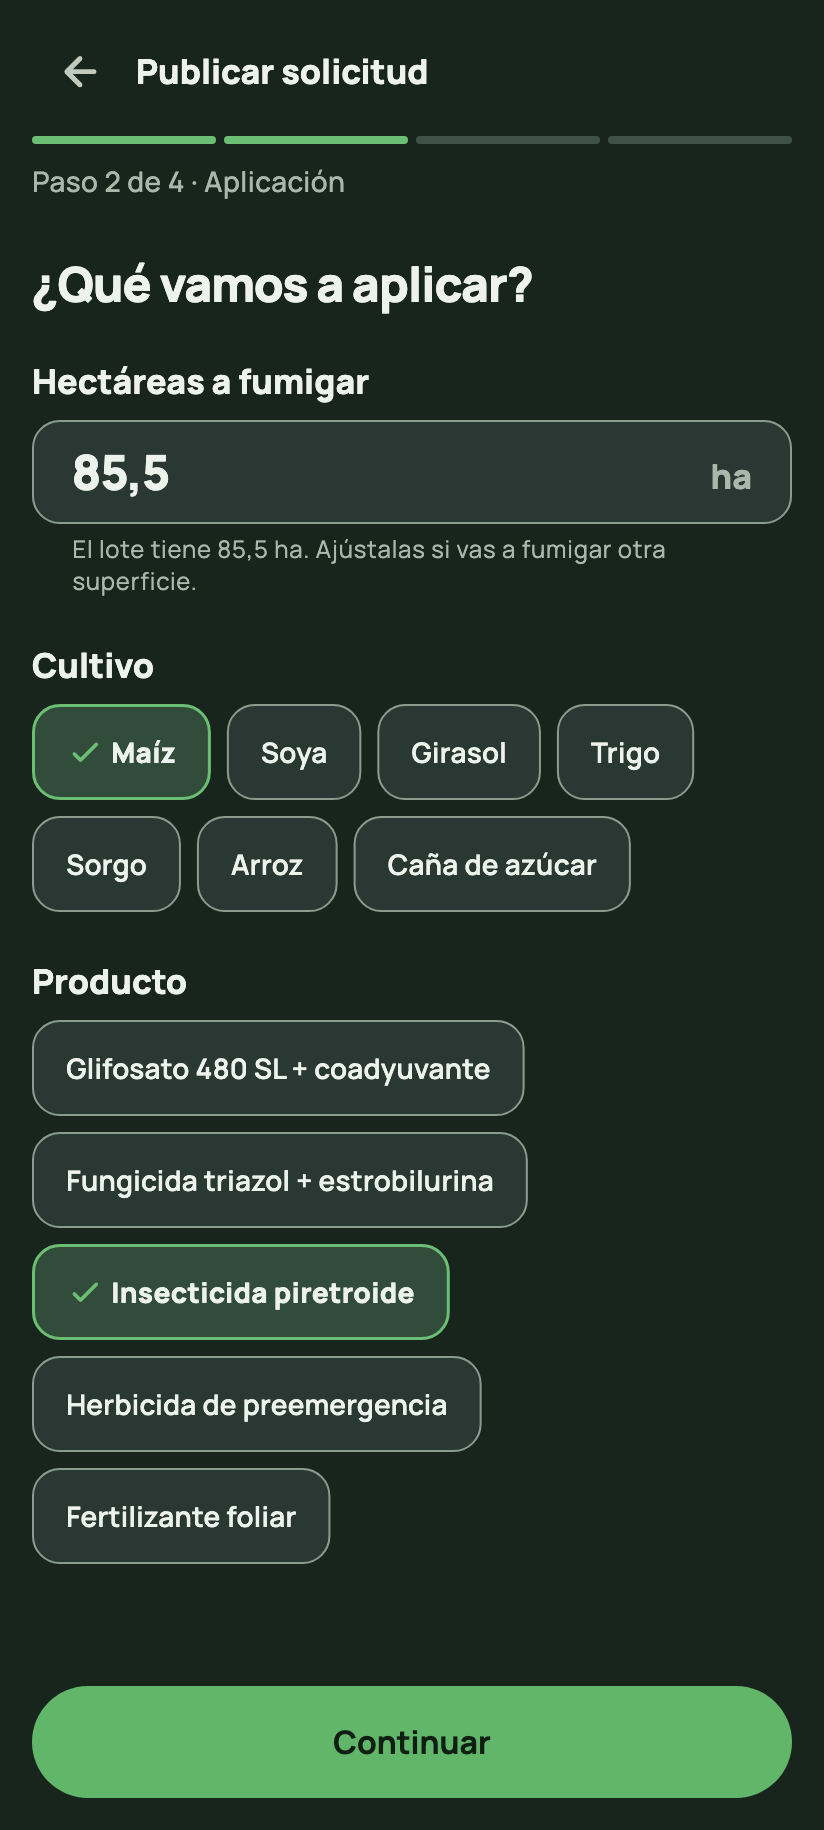 Publicar solicitud
Paso 2 de 4 · Aplicación
¿Qué vamos a aplicar?
Hectáreas a fumigar
85,5 ha
El lote tiene 85,5 ha. Ajústalas si vas a fumigar otra
superficie.
Cultivo
Maíz Soya Girasol Trigo
Sorgo Arroz Caña de azúcar
Producto
Glifosato 480 SL + coadyuvante
Fungicida triazol + estrobilurina
Insecticida piretroide
Herbicida de preemergencia
Fertilizante foliar
Continuar